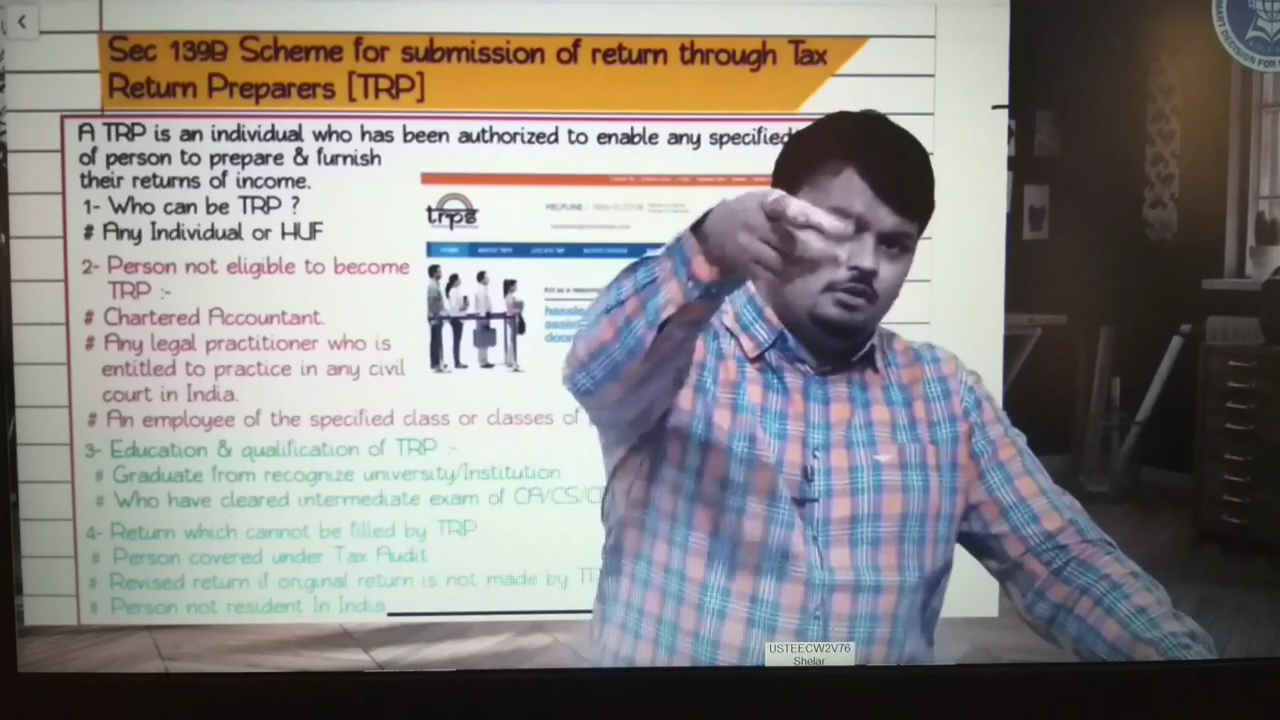 Sec 139B Scheme for submission of return through Tax
Return Preparers [TRP]
A TRP is an individual who has been authorized to enable any specified
of person to prepare & furnish
their returns of income.
1- Who can be TRP ?
# Any Individual or HUF
2- Person not eligible to become
TRP :-
# Chartered Accountant.
# Any legal practitioner who is
entitled to practice in any civil
court in India.
# An employee of the specified class or classes of
3- Education & qualification of TRP :-
# Graduate from recognize university/Institution
# Who have cleared intermediate exam of CA/CS/
4- Return which cannot be filled by TRP
# Person covered under Tax Audit
# Revised return if original return is not made by
# Person not resident In India
trps
HELPLINE
USTEECW2V76
Shelar